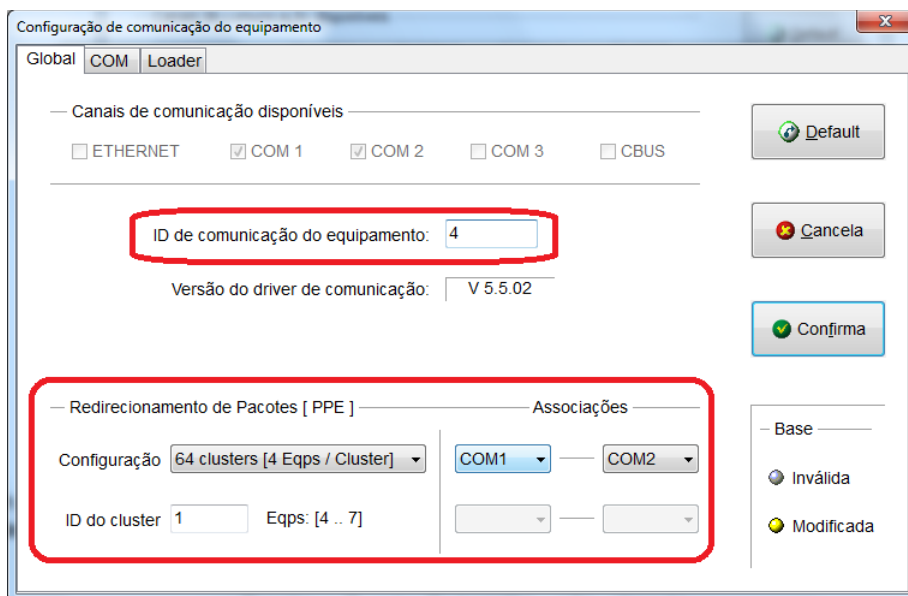 Configuração de comunicação do equipamento
Global COM Loader
Canais de comunicação disponíveis
ETHERNET COM 1 COM 2 COM 3 CBUS
Default
ID de comunicação do equipamento: 4
Cancela
Versão do driver de comunicação: V 5.5.02
Confirma
Redirecionamento de Pacotes [ PPE ] Associações
Base
Configuração 64 clusters [4 Eqps / Cluster] COM1 COM2
Inválida
ID do cluster 1 Eqps: [4 .. 7]
Modificada